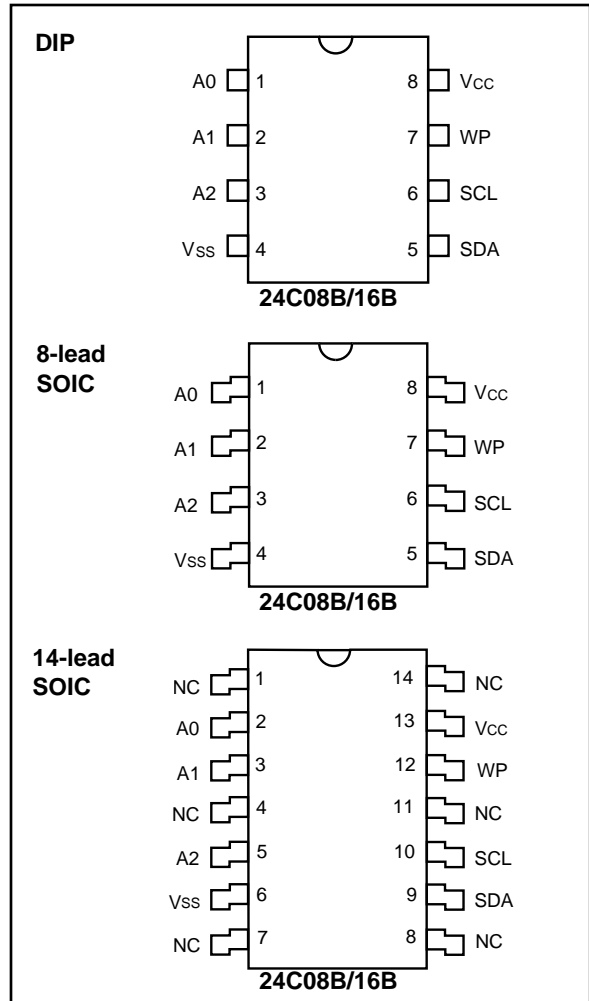 DIP
A0 1 8 VCC
A1 2 7 WP
A2 3 6 SCL
VSS 4 5 SDA
24C08B/16B
8-lead
SOIC
A0 1 8 VCC
A1 2 7 WP
A2 3 6 SCL
VSS 4 5 SDA
24C08B/16B
14-lead
SOIC
NC 1 14 NC
A0 2 13 VCC
A1 3 12 WP
NC 4 11 NC
A2 5 10 SCL
VSS 6 9 SDA
NC 7 8 NC
24C08B/16B